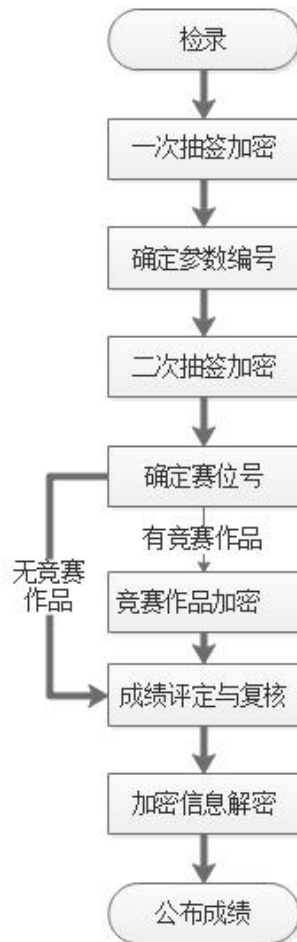 检录
一次抽签加密
确定参数编号
二次抽签加密
确定赛位号
有竞赛作品
无竞赛
作品
竞赛作品加密
成绩评定与复核
加密信息解密
公布成绩